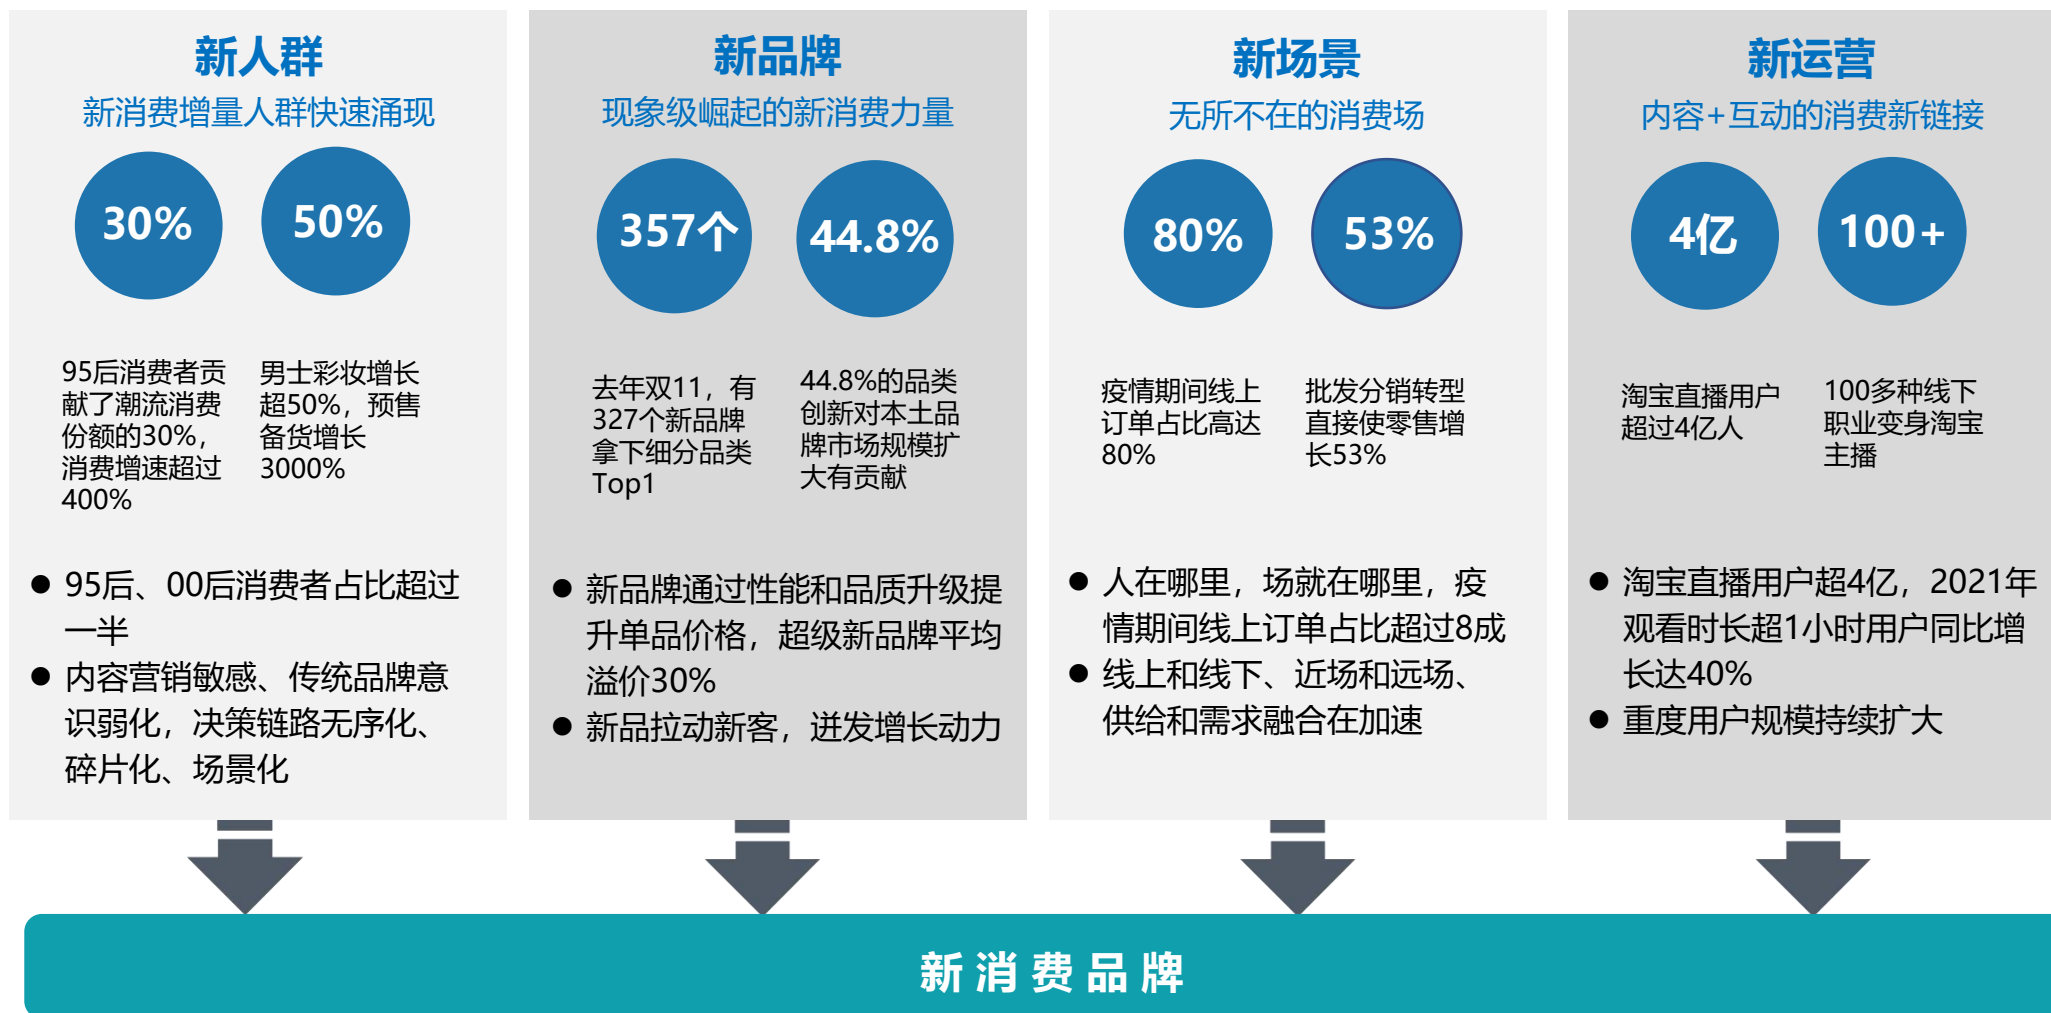 新人群
新消费增量人群快速涌现
30%
50%
95后消费者贡
献了潮流消费
份额的30%，
消费增速超过
400%
男士彩妆增长
超50%，预售
备货增长
3000%
95后、00后消费者占比超过
一半
内容营销敏感、传统品牌意
识弱化，决策链路无序化、
碎片化、场景化
新品牌
现象级崛起的新消费力量
357个
44.8%
去年双11，有
327个新品牌
拿下细分品类
Top1
44.8%的品类
创新对本土品
牌市场规模扩
大有贡献
新品牌通过性能和品质升级提
升单品价格，超级新品牌平均
溢价30%
新品拉动新客，迸发增长动力
新场景
无所不在的消费场
80%
53%
疫情期间线上
订单占比高达
80%
批发分销转型
直接使零售增
长53%
人在哪里，场就在哪里，疫
情期间线上订单占比超过8成
线上和线下、近场和远场、
供给和需求融合在加速
新运营
内容+互动的消费新链接
4亿
100+
淘宝直播用户
超过4亿人
100多种线下
职业变身淘宝
主播
淘宝直播用户超4亿，2021年
观看时长超1小时用户同比增
长达40%
重度用户规模持续扩大
新消费品牌